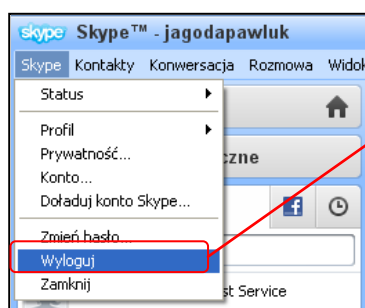 skype Skype™ - jagodapawluk
Skype Kontakty Konwersacja Rozmowa Widok
Status
Profil
Prywatność...
czne
Konto...
Doładuj konto Skype...
Zmień hasło...
Wyloguj
Zamknij
st Service